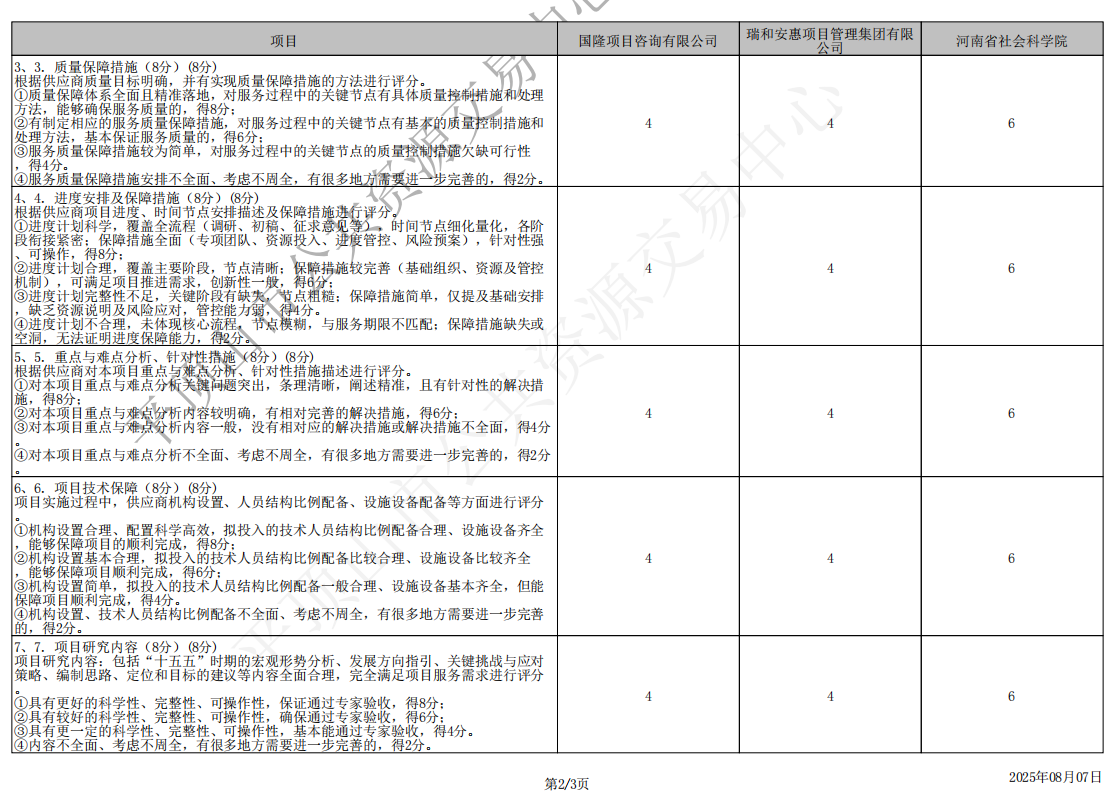 项目
国隆项目咨询有限公司
瑞和安惠项目管理集团有限
公司
河南省社会科学院
3、3. 质量保障措施（8分）(8分)
根据供应商质量目标明确，并有实现质量保障措施的方法进行评分。
①质量保障体系全面且精准落地，对服务过程中的关键节点有具体质量控制措施和处理
方法，能够确保服务质量的，得8分；
②有制定相应的服务质量保障措施，对服务过程中的关键节点有基本的质量控制措施和
处理方法，基本保证服务质量的，得6分；
③服务质量保障措施较为简单，对服务过程中的关键节点的质量控制措施欠缺可行性
，得4分。
④服务质量保障措施安排不全面、考虑不周全，有很多地方需要进一步完善的，得2分。
4
4
6
4、4. 进度安排及保障措施（8分）(8分)
根据供应商项目进度、时间节点安排描述及保障措施进行评分。
①进度计划科学，覆盖全流程（调研、初稿、征求意见等），时间节点细化量化，各阶
段衔接紧密；保障措施全面（专项团队、资源投入、进度管控、风险预案），针对性强
、可操作，得8分；
②进度计划合理，覆盖主要阶段，节点清晰；保障措施较完善（基础组织、资源及管控
机制），可满足项目推进需求，创新性一般，得6分；
③进度计划完整性不足，关键阶段有缺失，节点粗糙；保障措施简单，仅提及基础安排
，缺乏资源说明及风险应对，管控能力弱，得4分。
④进度计划不合理，未体现核心流程，节点模糊，与服务期限不匹配；保障措施缺失或
空洞，无法证明进度保障能力，得2分。
4
4
6
5、5. 重点与难点分析、针对性措施（8分）(8分)
根据供应商对本项目重点与难点分析、针对性措施描述进行评分。
①对本项目重点与难点分析关键问题突出，条理清晰，阐述精准，且有针对性的解决措
施，得8分；
②对本项目重点与难点分析内容较明确，有相对完善的解决措施，得6分；
③对本项目重点与难点分析内容一般，没有相对应的解决措施或解决措施不全面，得4分
。
④对本项目重点与难点分析不全面、考虑不周全，有很多地方需要进一步完善的，得2分
。
4
4
6
6、6. 项目技术保障（8分）(8分)
项目实施过程中，供应商机构设置、人员结构比例配备、设施设备配备等方面进行评分
。
①机构设置合理、配置科学高效，拟投入的技术人员结构比例配备合理、设施设备齐全
，能够保障项目的顺利完成，得8分；
②机构设置基本合理，拟投入的技术人员结构比例配备比较合理、设施设备比较齐全
，能够保障项目顺利完成，得6分；
③机构设置简单，拟投入的技术人员结构比例配备一般合理、设施设备基本齐全，但能
保障项目顺利完成，得4分。
④机构设置、技术人员结构比例配备不全面、考虑不周全，有很多地方需要进一步完善
的，得2分。
4
4
6
7、7. 项目研究内容（8分）(8分)
项目研究内容：包括“十五五”时期的宏观形势分析、发展方向指引、关键挑战与应对
策略、编制思路、定位和目标的建议等内容全面合理，完全满足项目服务需求进行评分
。
①具有更好的科学性、完整性、可操作性，保证通过专家验收，得8分；
②具有较好的科学性、完整性、可操作性，确保通过专家验收，得6分；
③具有更一定的科学性、完整性、可操作性，基本能通过专家验收，得4分。
④内容不全面、考虑不周全，有很多地方需要进一步完善的，得2分。
4
4
6
平顶山市公共资源交易中心
平顶山市公共资源交易中心
第2/3页
2025年08月07日